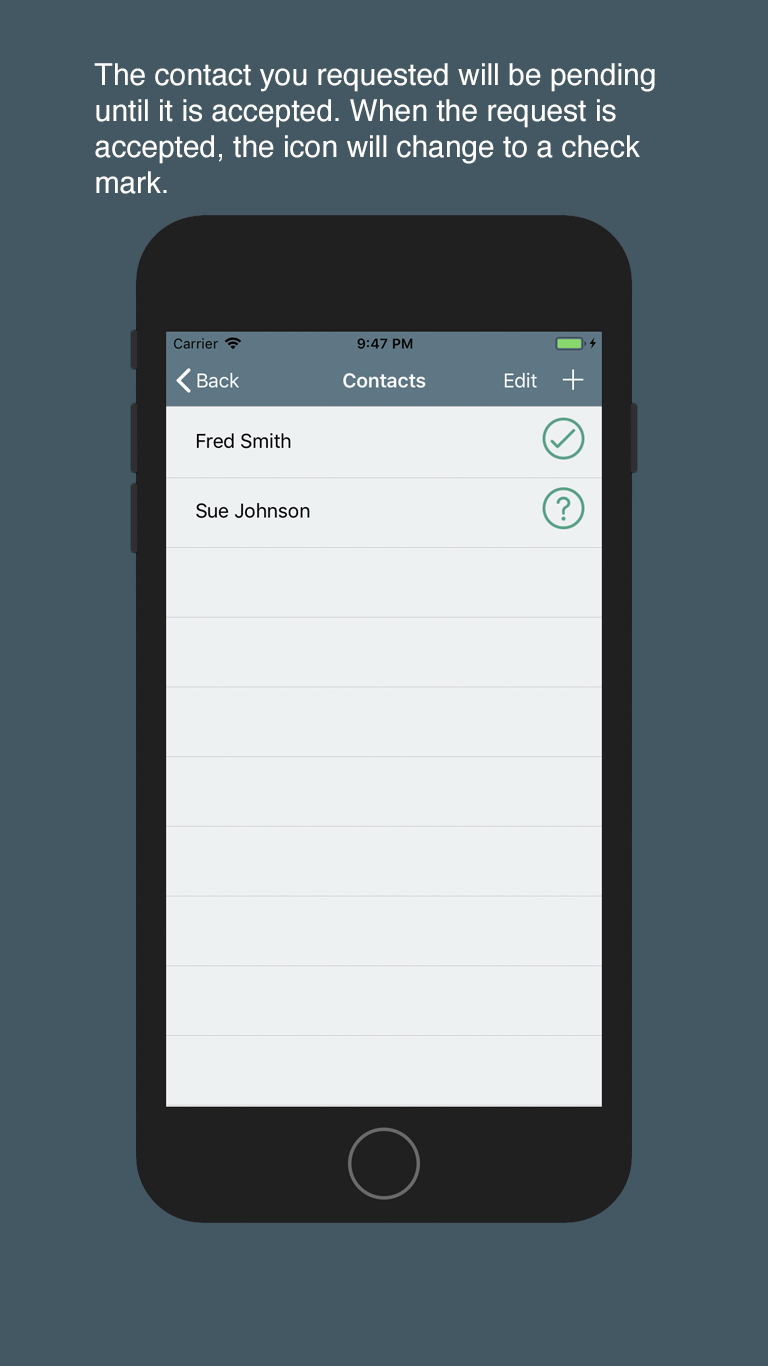 The contact you requested will be pending
until it is accepted. When the request is
accepted, the icon will change to a check
mark.
Carrier 9:47 PM
Back Contacts Edit +
Fred Smith
Sue Johnson ?